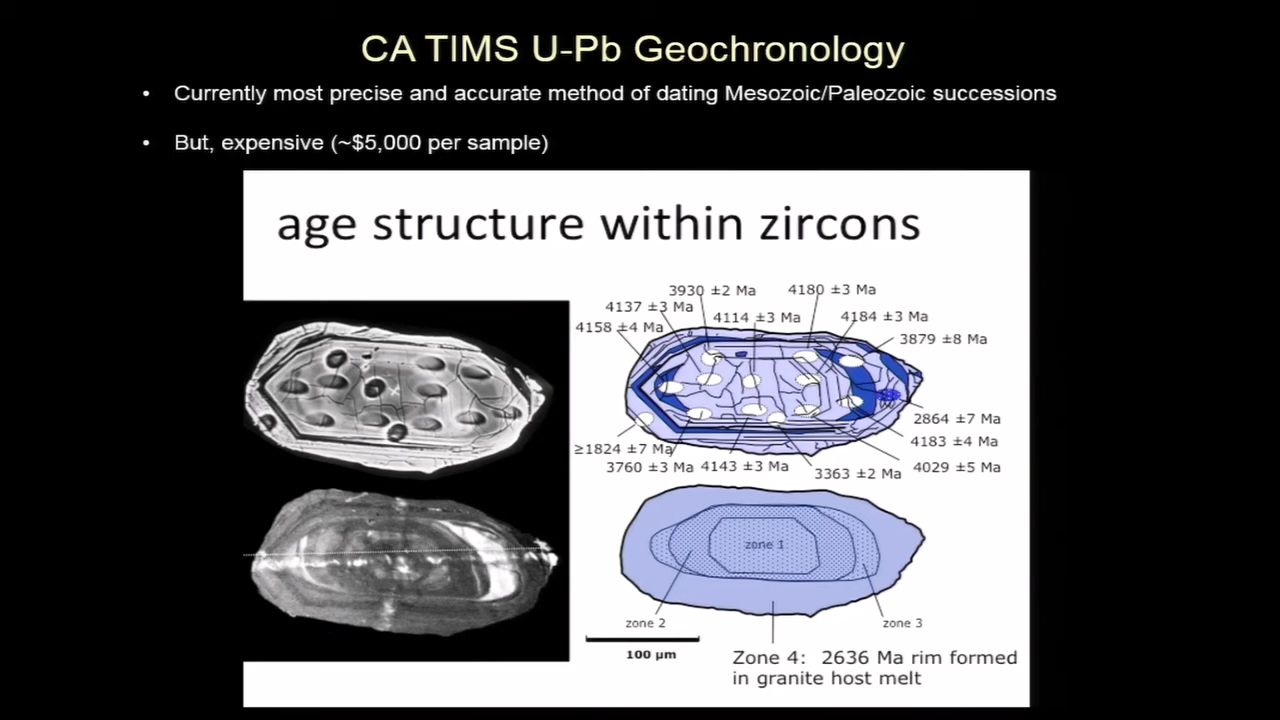 CA TIMS U-Pb Geochronology
• Currently most precise and accurate method of dating Mesozoic/Paleozoic successions
• But, expensive (~$5,000 per sample)
age structure within zircons
3930 ±2 Ma
4180 ±3 Ma
4137 ±3 Ma
4114 ±3 Ma
4184 ±3 Ma
4158 ±4 Ma
3879 ±8 Ma
2864 ±7 Ma
4183 ±4 Ma
≥1824 ±7 Ma
3760 ±3 Ma
4143 ±3 Ma
3363 ±2 Ma
4029 ±5 Ma
zone 1
zone 2
zone 3
100 µm
Zone 4: 2636 Ma rim formed
in granite host melt